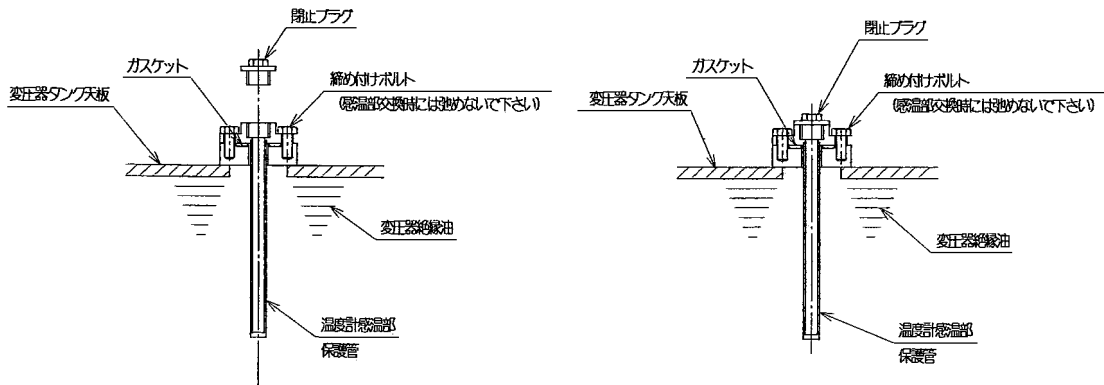 閉止プラグ
ガスケット
締め付けボルト
(感温部交換時には弛めないで下さい)
変圧器タンク天板
変圧器絶縁油
温度計感温部
保護管
閉止プラグ
ガスケット
締め付けボルト
(感温部交換時には弛めないで下さい)
変圧器タンク天板
変圧器絶縁油
温度計感温部
保護管